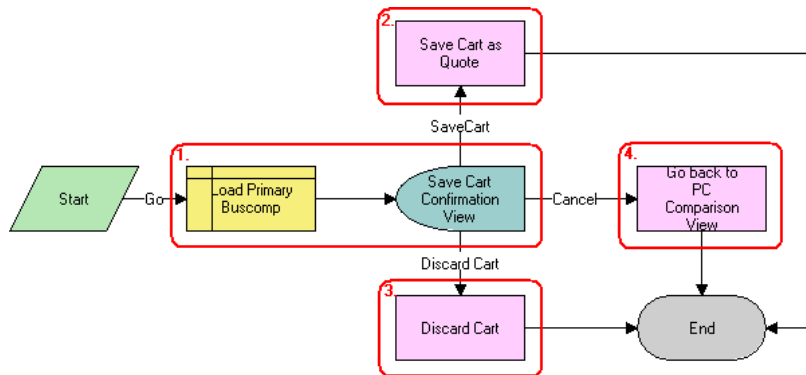 2.
Save Cart as
Quote
SaveCart
1.
Start
Go
Load Primary
Buscomp
Save Cart
Confirmation
View
Cancel
4.
Go back to
PC
Comparison
View
Discard Cart
3.
Discard Cart
End